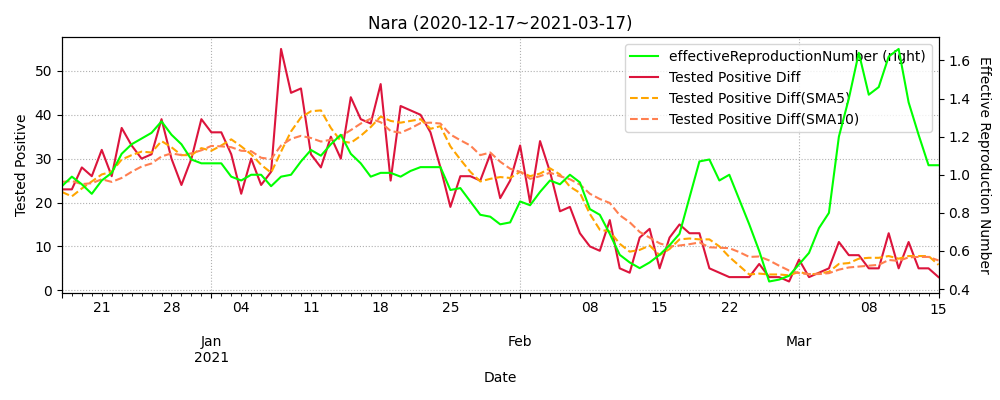 Nara (2020-12-17~2021-03-17)
effectiveReproductionNumber (right)
Tested Positive Diff
Tested Positive Diff(SMA5)
Tested Positive Diff(SMA10)
Tested Positive
50
40
30
20
10
0
Effective Reproduction Number
1.6
1.4
1.2
1.0
0.8
0.6
0.4
21 28 04 11 18 25 08 15 22 08 15
Jan Feb Mar
2021
Date